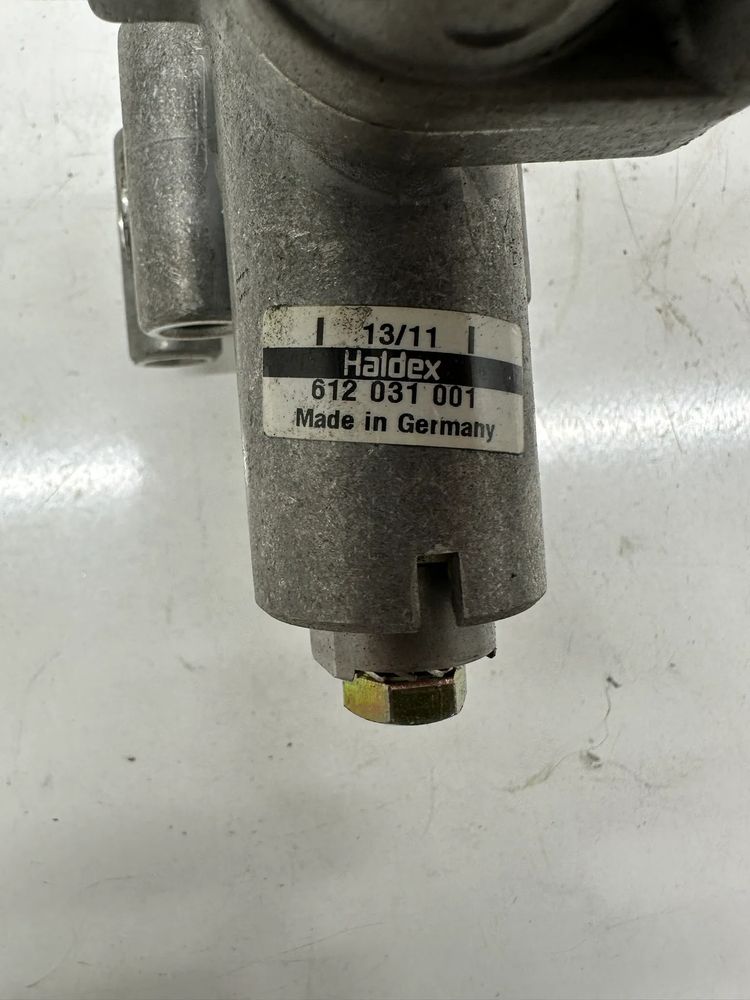 | 13/11 |
Haldex
612 031 001
Made in Germany